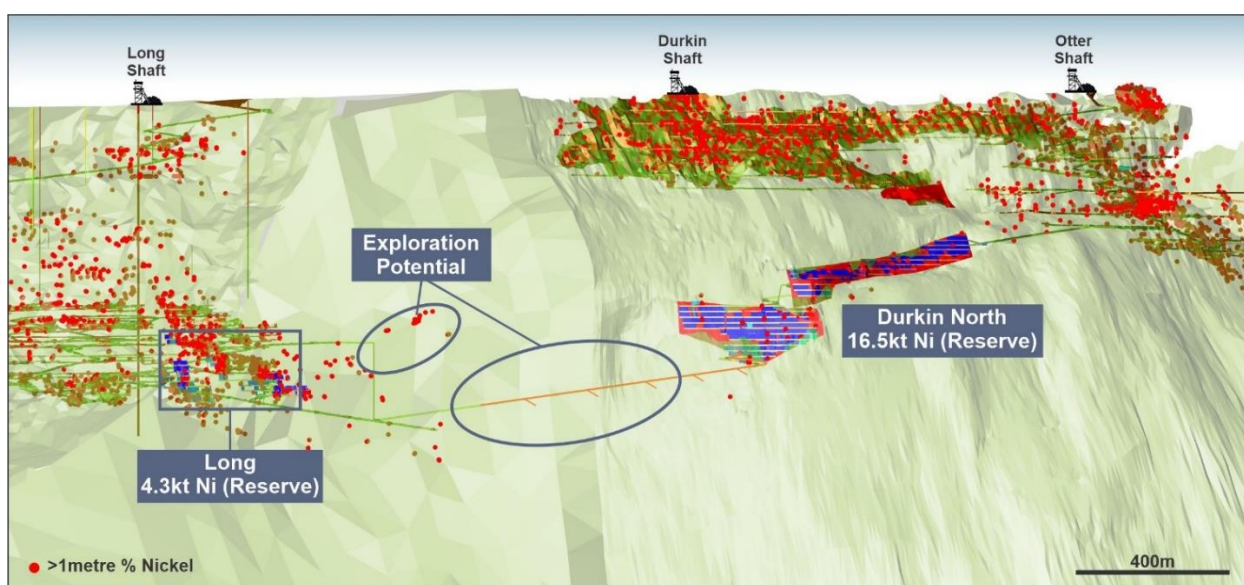 Long
Shaft
Durkin
Shaft
Otter
Shaft
Exploration
Potential
Durkin North
16.5kt Ni (Reserve)
Long
4.3kt Ni (Reserve)
>1metre % Nickel
400m